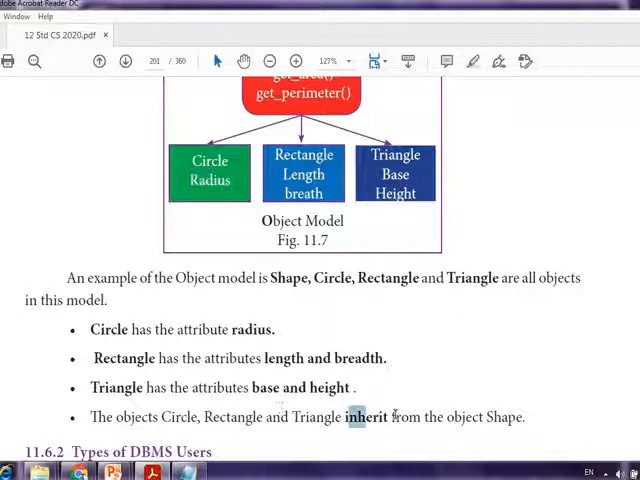 Adobe Acrobat Reader DC
Window Help
12 Std CS 2020.pdf ×
201 / 360
127%
get_area()
get_perimeter()
Circle
Radius
Rectangle
Length
breath
Triangle
Base
Height
Object Model
Fig. 11.7
An example of the Object model is Shape, Circle, Rectangle and Triangle are all objects
in this model.
• Circle has the attribute radius.
• Rectangle has the attributes length and breadth.
• Triangle has the attributes base and height .
• The objects Circle, Rectangle and Triangle inherit from the object Shape.
11.6.2 Types of DBMS Users
EN